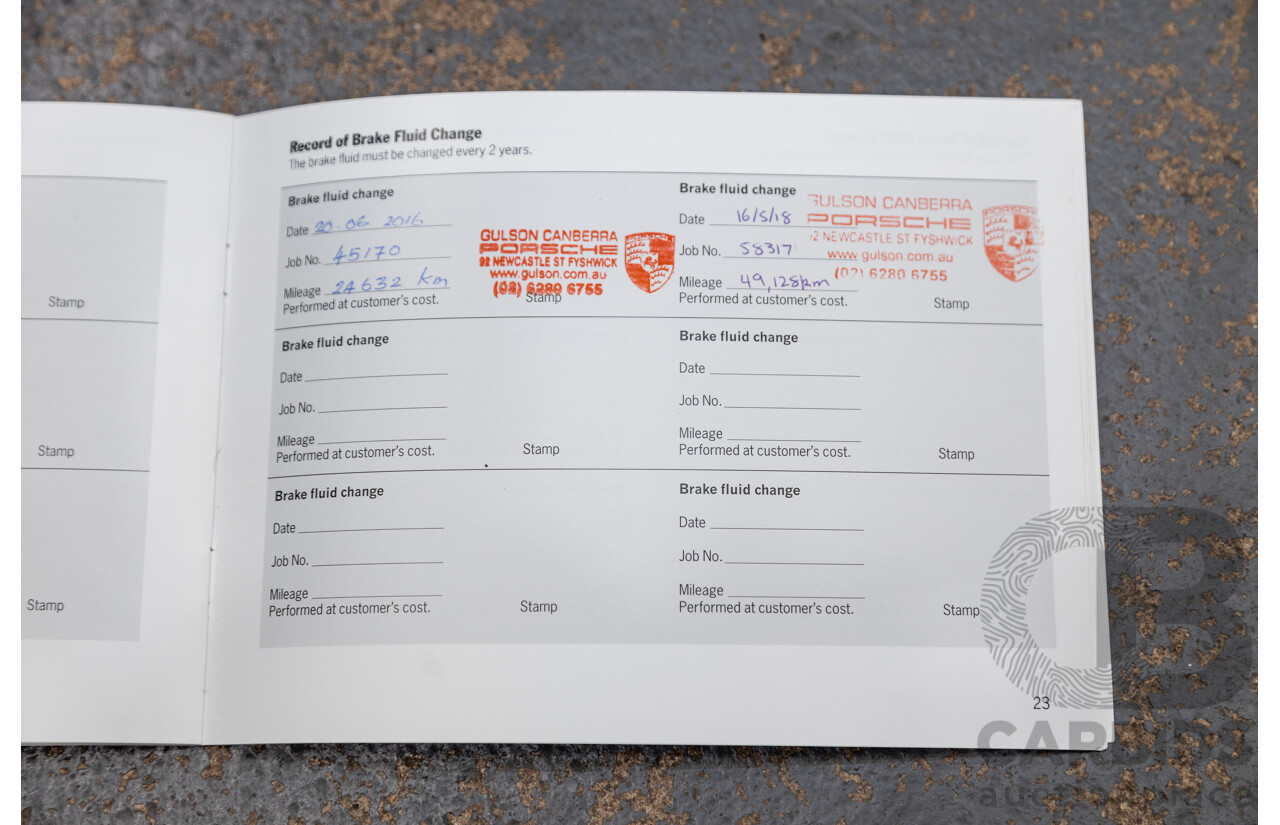 Record of Brake Fluid Change
The brake fluid must be changed every 2 years.
Brake fluid change
Date 20.06.2016
Job No. 45170
Mileage 24632 km
Performed at customer's cost.
GULSON CANBERRA
PORSCHE
92 NEWCASTLE ST FYSHWICK
www.gulson.com.au
(02) 6280 6755
Stamp
Brake fluid change
Date 16/5/18
Job No. 58317
Mileage 49,128km
Performed at customer's cost.
GULSON CANBERRA
PORSCHE
2 NEWCASTLE ST FYSHWICK
www.gulson.com.au
(02) 6280 6755
PORSCHE
Stamp
Stamp
Brake fluid change
Date
Job No.
Mileage
Performed at customer's cost.
Stamp
Brake fluid change
Date
Job No.
Mileage
Performed at customer's cost.
Stamp
Stamp
Brake fluid change
Date
Job No.
Mileage
Performed at customer's cost.
Stamp
Brake fluid change
Date
Job No.
Mileage
Performed at customer's cost.
Stamp
Stamp
23